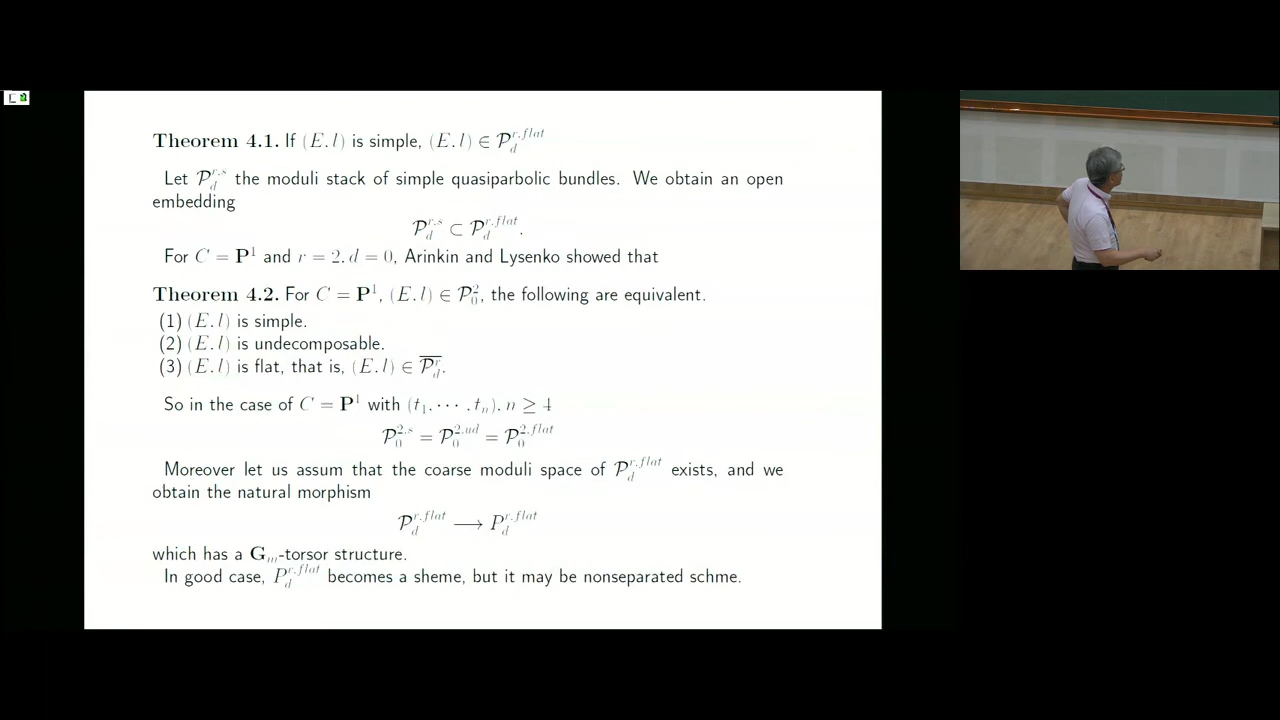 Theorem 4.1. If (E, l) is simple, (E, l) ∈ 𝒫_d^{r,flat}
Let 𝒫_d^{r,s} the moduli stack of simple quasiparbolic bundles. We obtain an open
embedding
𝒫_d^{r,s} ⊂ 𝒫_d^{r,flat}.
For C = P^1 and r = 2, d = 0, Arinkin and Lysenko showed that
Theorem 4.2. For C = P^1, (E, l) ∈ 𝒫_0^2, the following are equivalent.
(1) (E, l) is simple.
(2) (E, l) is undecomposable.
(3) (E, l) is flat, that is, (E, l) ∈ \overline{𝒫_d^r}.
So in the case of C = P^1 with (t_1, ⋯ , t_n), n ≥ 4
𝒫_0^{2,s} = 𝒫_0^{2,ud} = 𝒫_0^{2,flat}
Moreover let us assum that the coarse moduli space of 𝒫_d^{r,flat} exists, and we
obtain the natural morphism
𝒫_d^{r,flat} ⟶ P_d^{r,flat}
which has a G_m-torsor structure.
In good case, P_d^{r,flat} becomes a sheme, but it may be nonseparated schme.